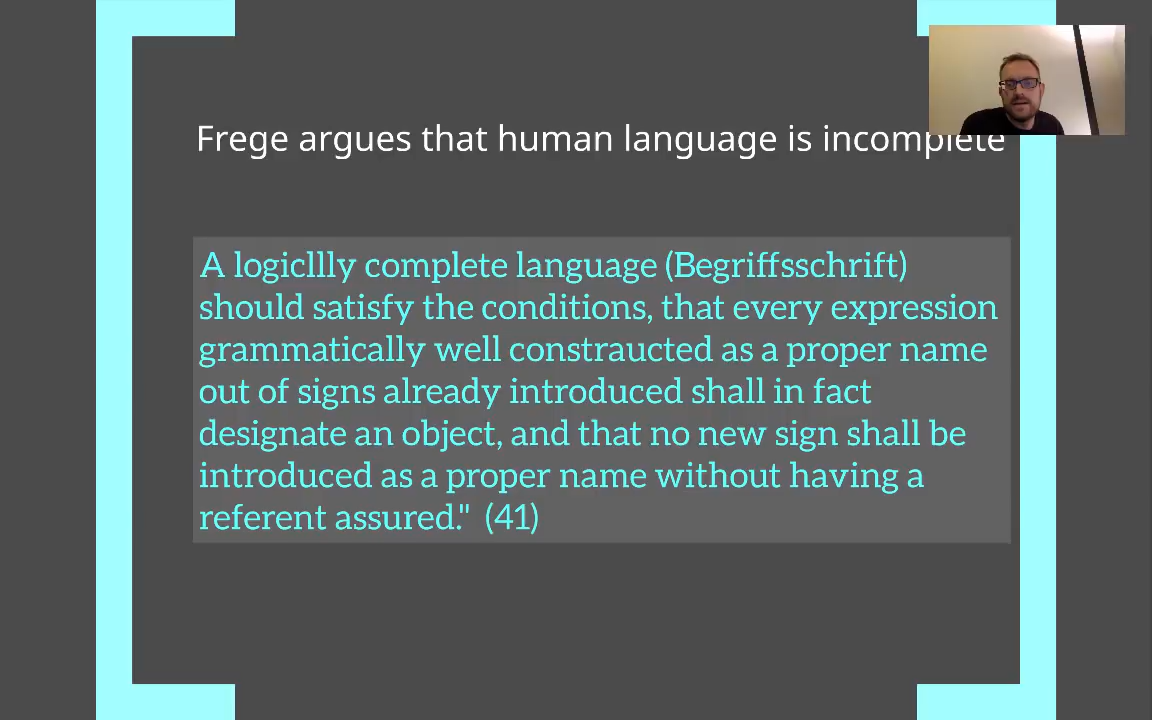 Frege argues that human language is incomplete
A logicllly complete language (Begriffsschrift)
should satisfy the conditions, that every expression
grammatically well constraucted as a proper name
out of signs already introduced shall in fact
designate an object, and that no new sign shall be
introduced as a proper name without having a
referent assured." (41)